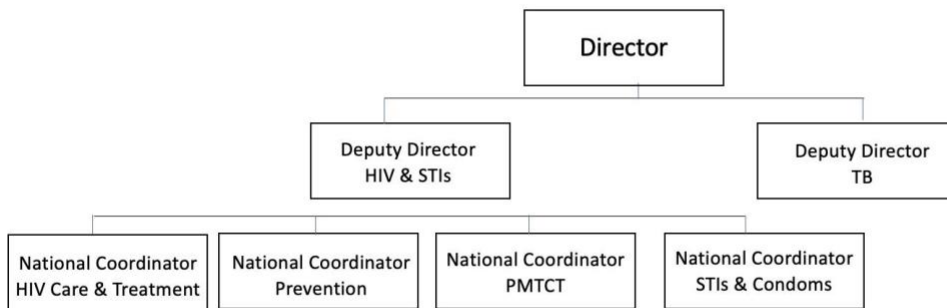 Director
Deputy Director
HIV & STIs
Deputy Director
TB
National Coordinator
HIV Care & Treatment
National Coordinator
Prevention
National Coordinator
PMTCT
National Coordinator
STIs & Condoms